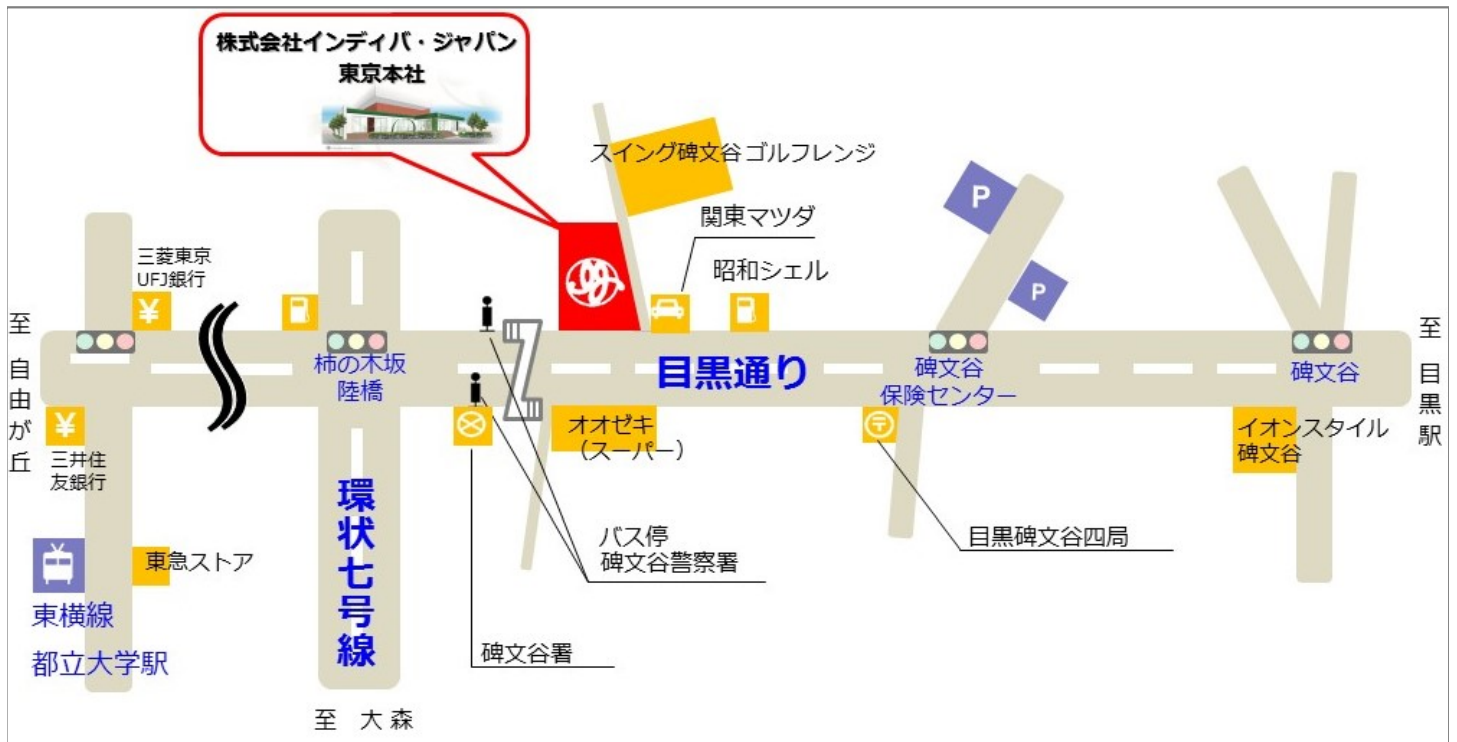 株式会社インディバ・ジャパン
東京本社
スイング碑文谷ゴルフレンジ
関東マツダ
昭和シェル
三菱東京
UFJ銀行
¥
P
P
至 自由が丘
柿の木坂
陸橋
目黒通り
碑文谷
保険センター
碑文谷
至 目黒駅
¥
三井住
友銀行
オオゼキ
(スーパー)
〒
イオンスタイル
碑文谷
環状七号線
バス停
碑文谷警察署
目黒碑文谷四局
東急ストア
東横線
都立大学駅
碑文谷署
至 大森